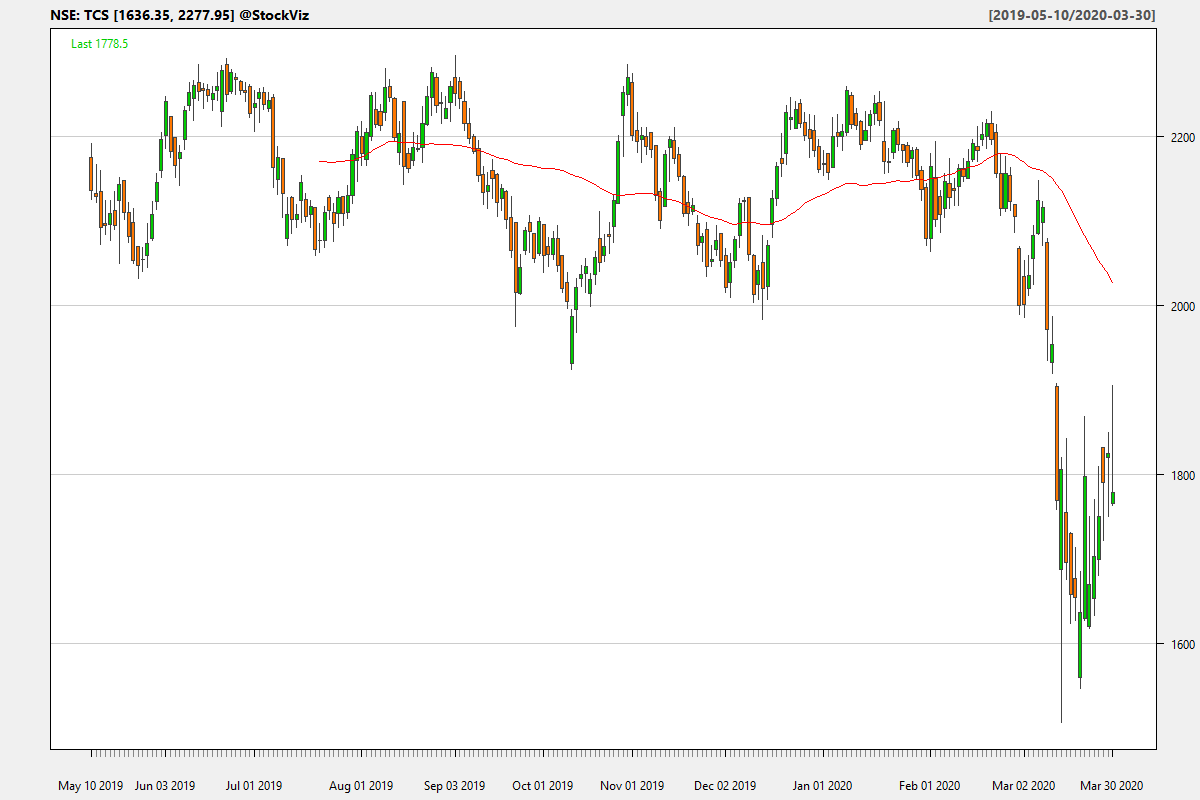 NSE: TCS [1636.35, 2277.95] @StockViz [2019-05-10/2020-03-30]
Last 1778.5
2200
2000
1800
1600
May 10 2019 Jun 03 2019 Jul 01 2019 Aug 01 2019 Sep 03 2019 Oct 01 2019 Nov 01 2019 Dec 02 2019 Jan 01 2020 Feb 01 2020 Mar 02 2020 Mar 30 2020